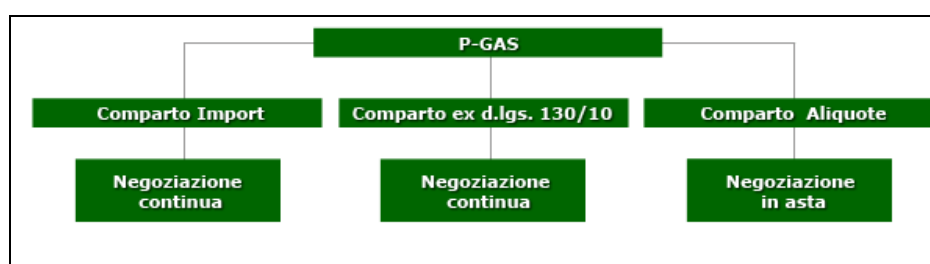 P-GAS
Comparto Import
Comparto ex d.lgs. 130/10
Comparto Aliquote
Negoziazione
continua
Negoziazione
continua
Negoziazione
in asta